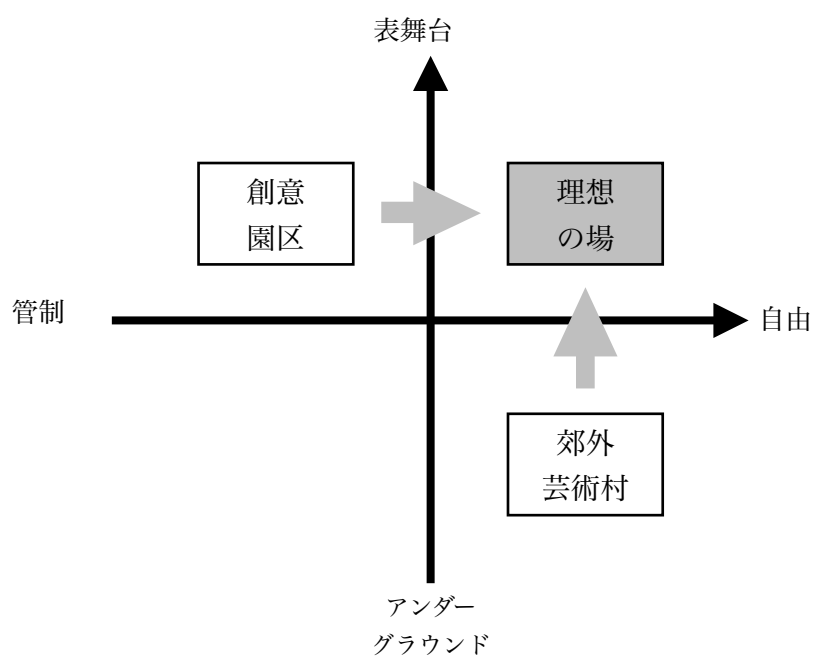 表舞台
創意
園区
理想
の場
管制
自由
郊外
芸術村
アンダー
グラウンド